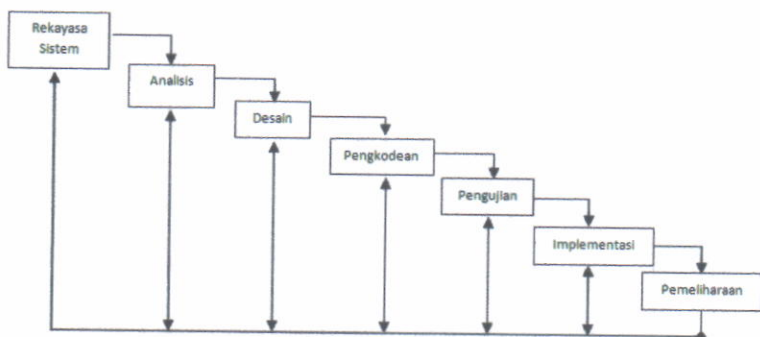 Rekayasa
Sistem
Analisis
Desain
Pengkodean
Pengujian
Implementasi
Pemeliharaan